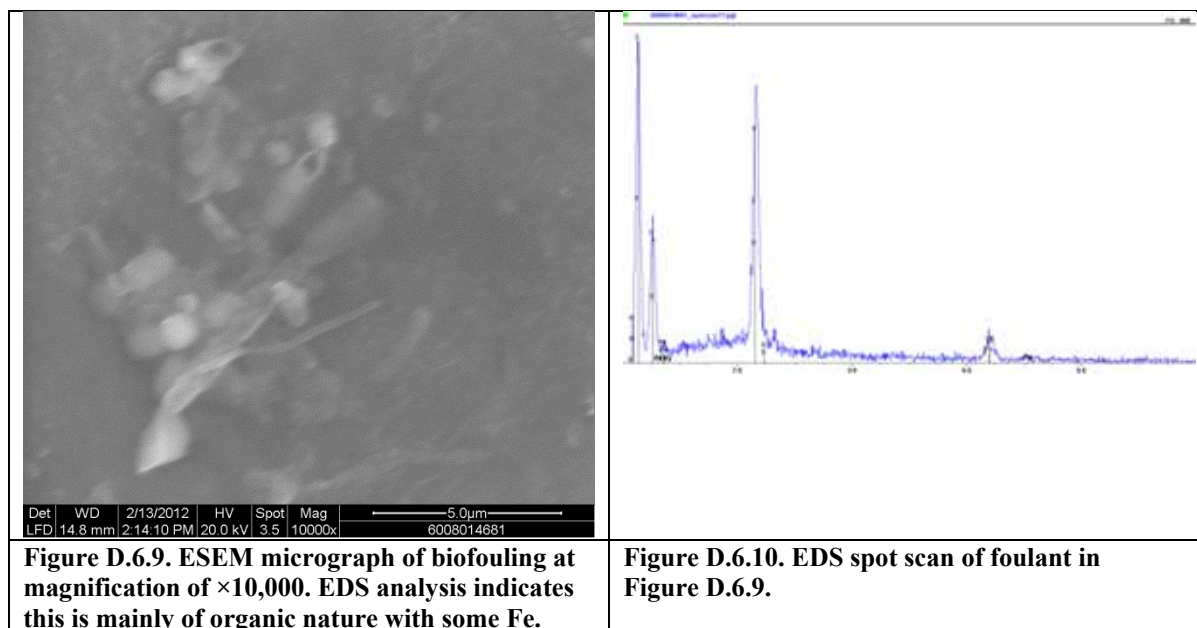 Det WD 2/13/2012 HV Spot Mag 5.0µm
LFD 14.8 mm 2:14:10 PM 20.0 kV 3.5 10000x 6008014681
Figure D.6.9. ESEM micrograph of biofouling at
magnification of ×10,000. EDS analysis indicates
this is mainly of organic nature with some Fe.
Figure D.6.10. EDS spot scan of foulant in
Figure D.6.9.